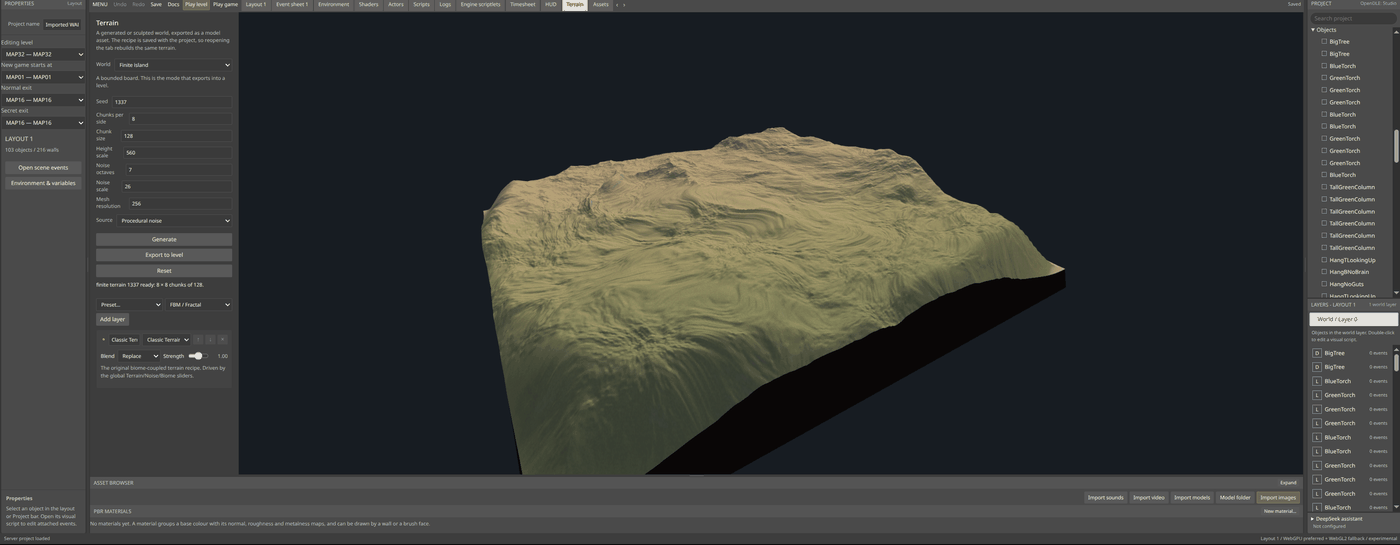 PROPERTIES Layout
Project name Imported WAI
Editing level
MAP32 — MAP32
New game starts at
MAP01 — MAP01
Normal exit
MAP16 — MAP16
Secret exit
MAP16 — MAP16
LAYOUT 1
103 objects / 216 walls
Open scene events
Environment & variables
Properties
Select an object in the layout
or Project bar. Open its visual
script to edit attached events.
Server project loaded
MENU Undo Redo Save Docs Play level Play game Layout 1 Event sheet 1 Environment Shaders Actors Scripts Logs Engine scriptlets Timesheet HUD Terrain Assets ‹ › Saved
Terrain
A generated or sculpted world, exported as a model
asset. The recipe is saved with the project, so reopening
the tab rebuilds the same terrain.
World Finite island
A bounded board. This is the mode that exports into a
level.
Seed 1337
Chunks per side 8
Chunk size 128
Height scale 560
Noise octaves 7
Noise scale 26
Mesh resolution 256
Source Procedural noise
Generate
Export to level
Reset
finite terrain 1337 ready: 8 × 8 chunks of 128.
Preset... FBM / Fractal
Add layer
Classic Terr Classic Terrair
Blend Replace Strength 1.00
The original biome-coupled terrain recipe. Driven by
the global Terrain/Noise/Biome sliders.
ASSET BROWSER Expand
Import sounds Import video Import models Model folder Import images
PBR MATERIALS New material...
No materials yet. A material groups a base colour with its normal, roughness and metalness maps, and can be drawn by a wall or a brush face.
PROJECT OpenGLE Studio
Search project
Objects
BigTree
BigTree
BlueTorch
GreenTorch
GreenTorch
GreenTorch
BlueTorch
BlueTorch
GreenTorch
GreenTorch
GreenTorch
BlueTorch
TallGreenColumn
TallGreenColumn
TallGreenColumn
TallGreenColumn
TallGreenColumn
TallGreenColumn
HangTLookingUp
HangBNoBrain
HangNoGuts
HangTLookingUp
LAYERS - LAYOUT 1 1 world layer
World / Layer 0
Objects in the world layer. Double-click
to edit a visual script.
D BigTree 0 events
D BigTree 0 events
L BlueTorch 0 events
L GreenTorch 0 events
L GreenTorch 0 events
L GreenTorch 0 events
L BlueTorch 0 events
L BlueTorch 0 events
L GreenTorch 0 events
L GreenTorch 0 events
L GreenTorch 0 events
L BlueTorch 0 events
DeepSeek assistant
Not configured
Layout 1 / WebGPU preferred + WebGL2 fallback / experimental